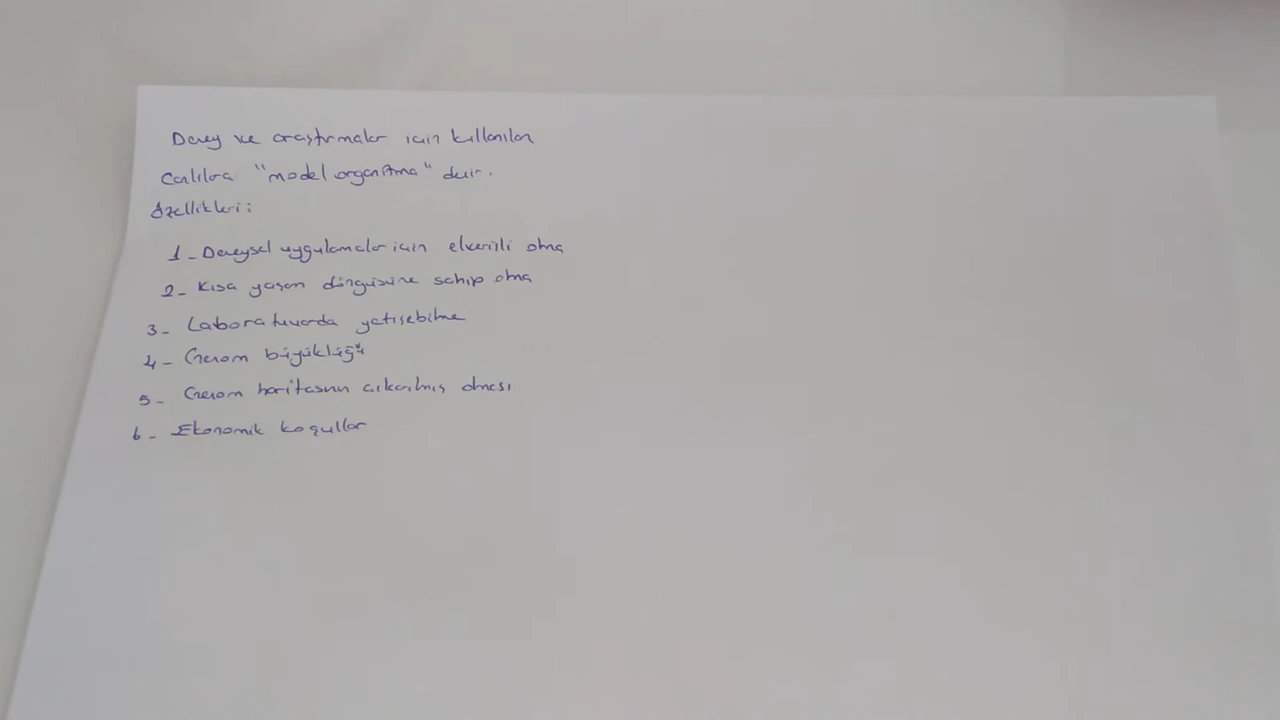 Deney ve araştırmalar için kullanılan
Canlılara "model organizma" denir.
Özellikleri:
1 - Deneysel uygulamalar için elverişli olma
2 - Kısa yaşam döngüsüne sahip olma
3 - Laboratuvarda yetişebilme
4 - Genom büyüklüğü
5 - Genom haritasının çıkarılmış olması
6 - Ekonomik koşullar